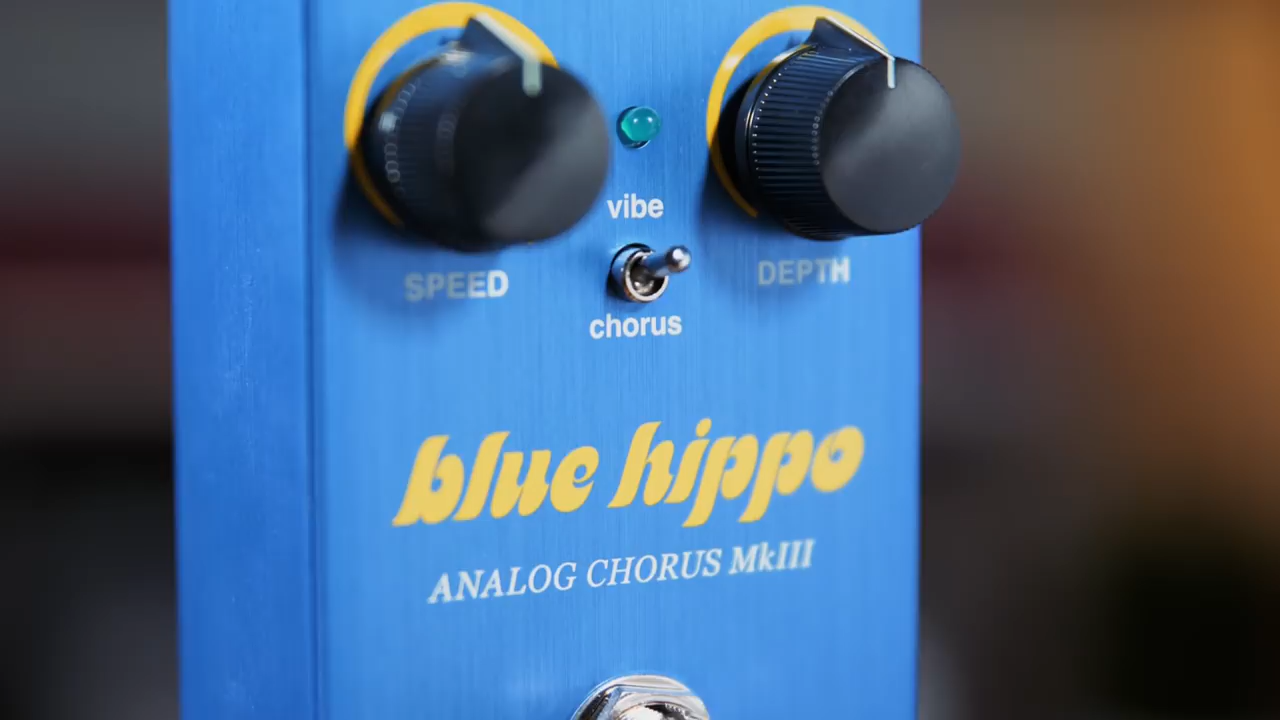 vibe
SPEED
DEPTH
chorus
blue hippo
ANALOG CHORUS MkIII